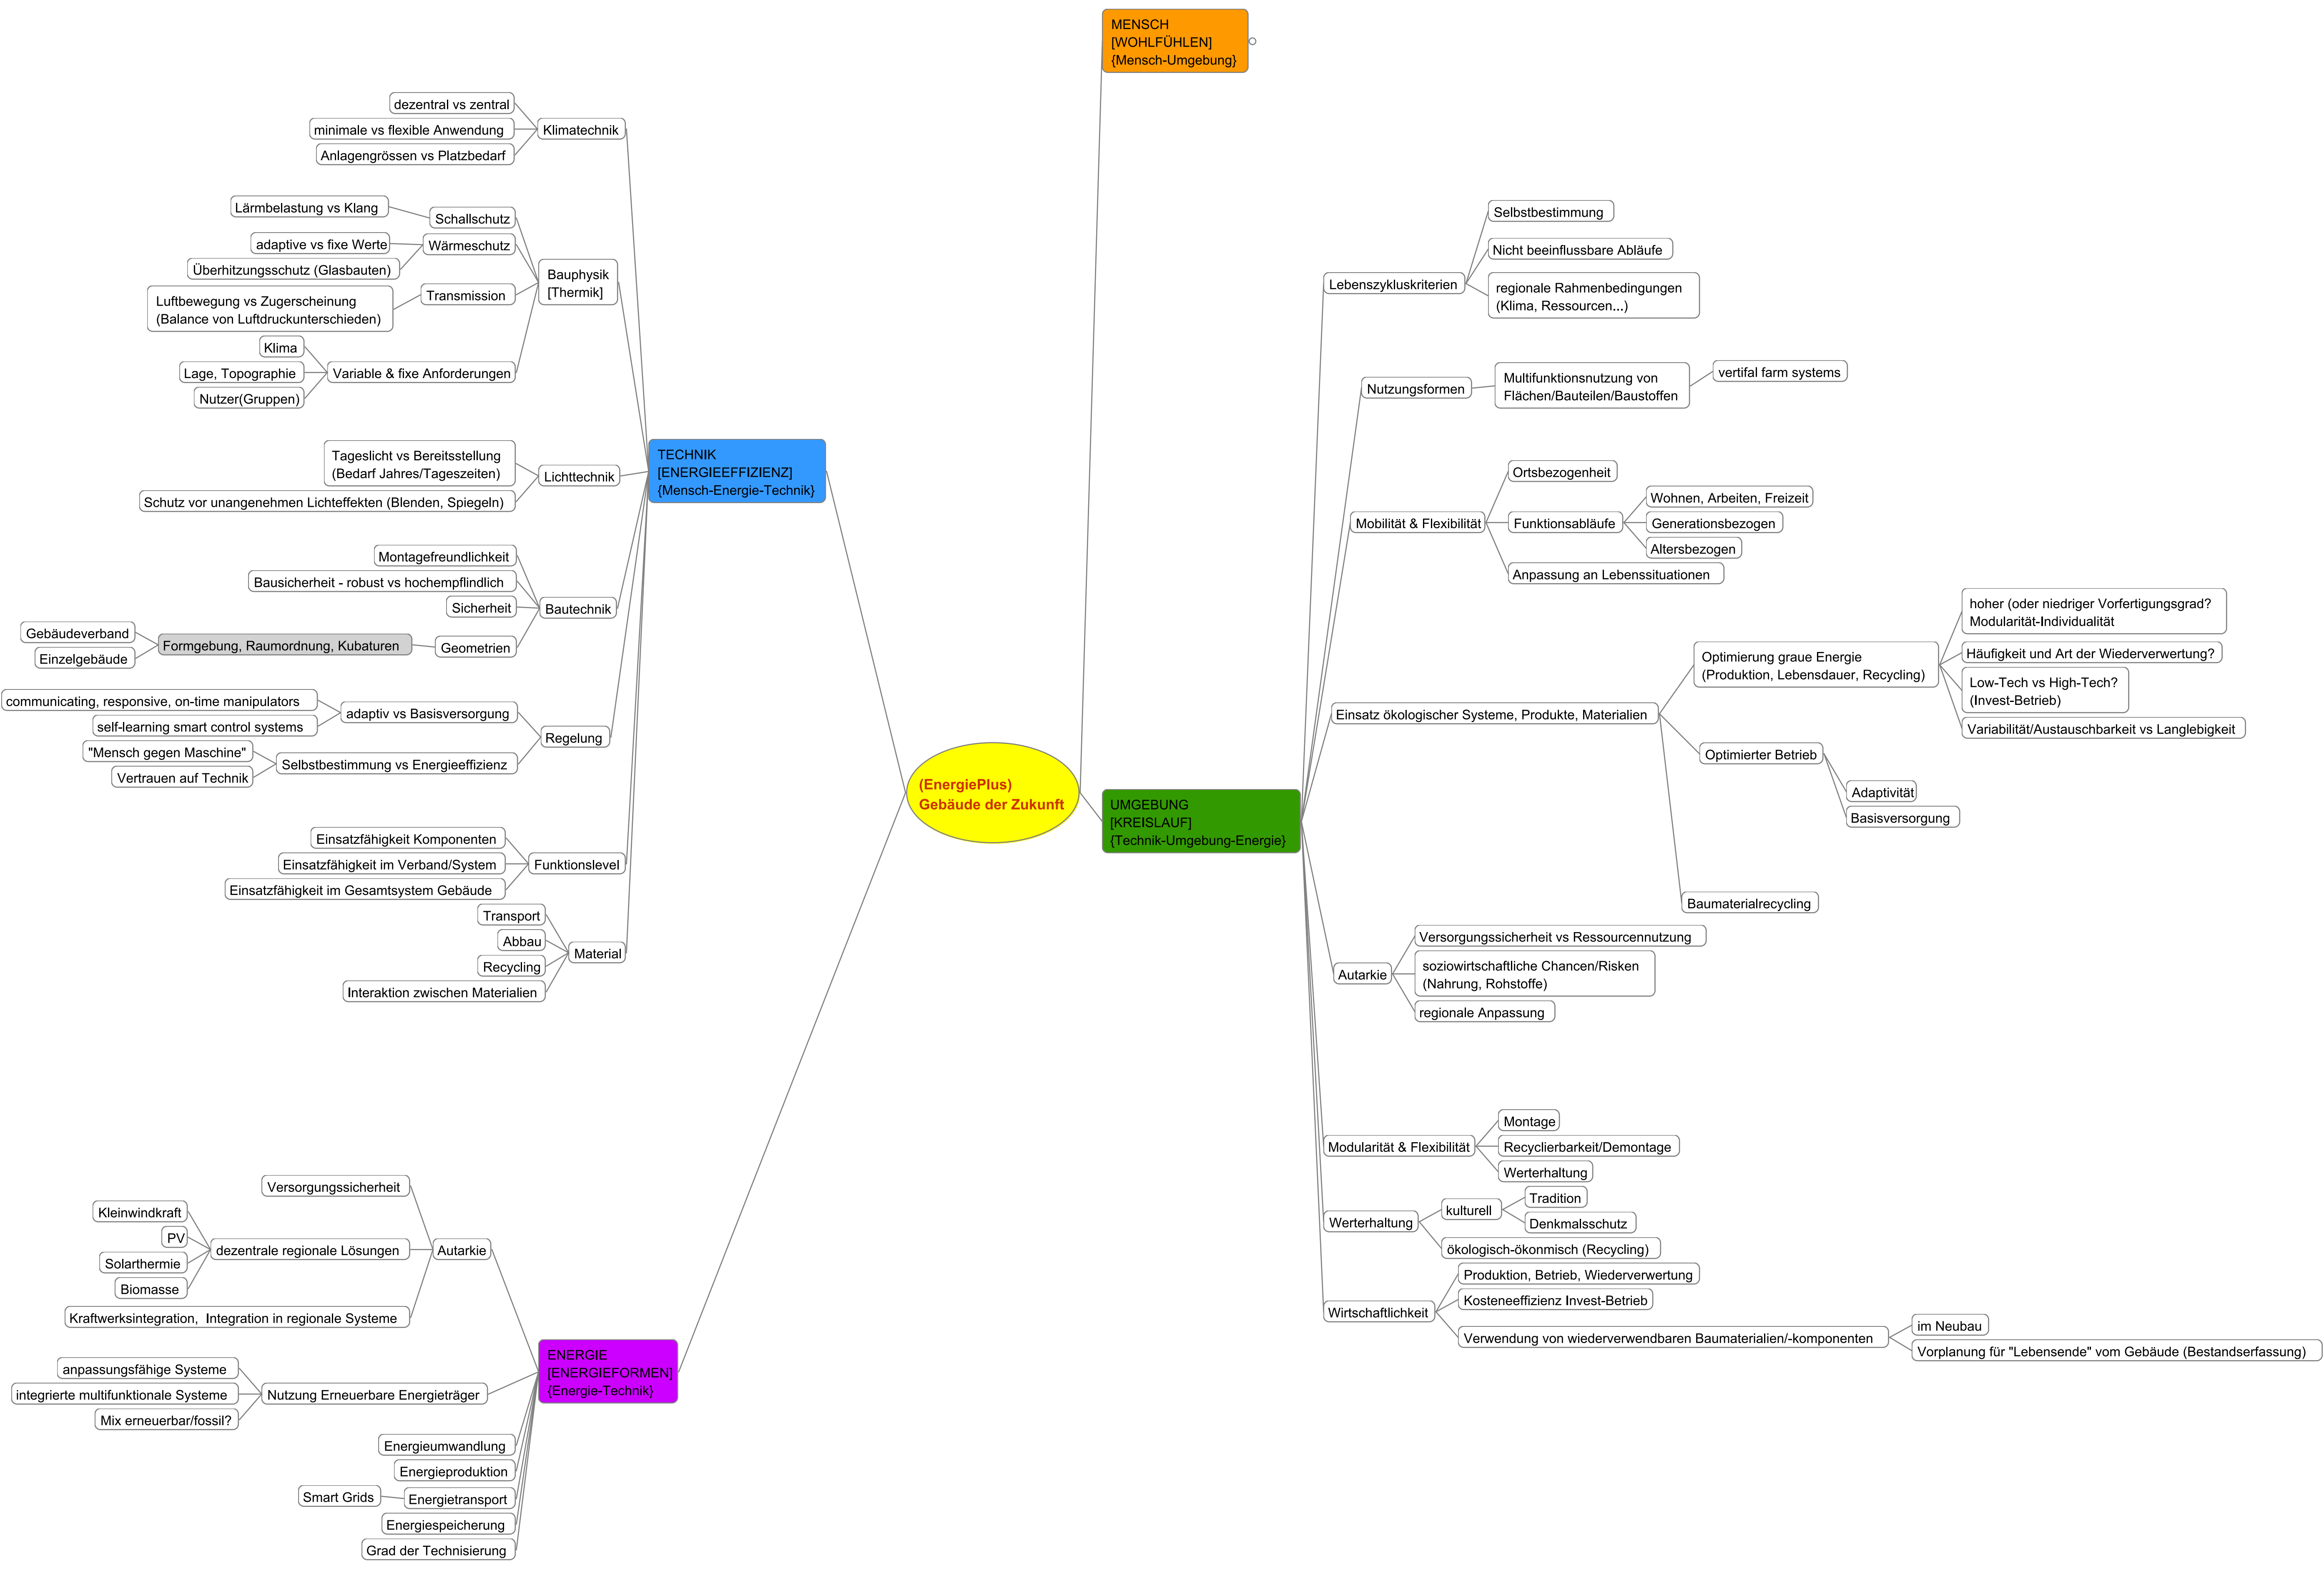 MENSCH
[WOHLFÜHLEN]
{Mensch-Umgebung}
dezentral vs zentral
minimale vs flexible Anwendung
Anlagengrössen vs Platzbedarf
Klimatechnik
Lärmbelastung vs Klang
Schallschutz
adaptive vs fixe Werte
Überhitzungsschutz (Glasbauten)
Wärmeschutz
Luftbewegung vs Zugerscheinung
(Balance von Luftdruckunterschieden)
Transmission
Klima
Lage, Topographie
Nutzer(Gruppen)
Variable & fixe Anforderungen
Bauphysik
[Thermik]
Tageslicht vs Bereitsstellung
(Bedarf Jahres/Tageszeiten)
Schutz vor unangenehmen Lichteffekten (Blenden, Spiegeln)
Lichttechnik
TECHNIK
[ENERGIEEFFIZIENZ]
{Mensch-Energie-Technik}
Montagefreundlichkeit
Bausicherheit - robust vs hochempflindlich
Sicherheit
Gebäudeverband
Einzelgebäude
Formgebung, Raumordnung, Kubaturen
Geometrien
Bautechnik
communicating, responsive, on-time manipulators
self-learning smart control systems
adaptiv vs Basisversorgung
"Mensch gegen Maschine"
Vertrauen auf Technik
Selbstbestimmung vs Energieeffizienz
Regelung
Einsatzfähigkeit Komponenten
Einsatzfähigkeit im Verband/System
Einsatzfähigkeit im Gesamtsystem Gebäude
Funktionslevel
Transport
Abbau
Recycling
Interaktion zwischen Materialien
Material
(EnergiePlus)
Gebäude der Zukunft
Versorgungssicherheit
Kleinwindkraft
PV
Solarthermie
Biomasse
dezentrale regionale Lösungen
Kraftwerksintegration,  Integration in regionale Systeme
Autarkie
anpassungsfähige Systeme
integrierte multifunktionale Systeme
Mix erneuerbar/fossil?
Nutzung Erneuerbare Energieträger
ENERGIE
[ENERGIEFORMEN]
{Energie-Technik}
Energieumwandlung
Energieproduktion
Smart Grids
Energietransport
Energiespeicherung
Grad der Technisierung
UMGEBUNG
[KREISLAUF]
{Technik-Umgebung-Energie}
Lebenszykluskriterien
Selbstbestimmung
Nicht beeinflussbare Abläufe
regionale Rahmenbedingungen
(Klima, Ressourcen...)
Nutzungsformen
Multifunktionsnutzung von
Flächen/Bauteilen/Baustoffen
vertifal farm systems
Mobilität & Flexibilität
Ortsbezogenheit
Funktionsabläufe
Wohnen, Arbeiten, Freizeit
Generationsbezogen
Altersbezogen
Anpassung an Lebenssituationen
Einsatz ökologischer Systeme, Produkte, Materialien
Optimierung graue Energie
(Produktion, Lebensdauer, Recycling)
hoher (oder niedriger Vorfertigungsgrad?
Modularität-Individualität
Häufigkeit und Art der Wiederverwertung?
Low-Tech vs High-Tech?
(Invest-Betrieb)
Variabilität/Austauschbarkeit vs Langlebigkeit
Optimierter Betrieb
Adaptivität
Basisversorgung
Baumaterialrecycling
Autarkie
Versorgungssicherheit vs Ressourcennutzung
soziowirtschaftliche Chancen/Risken
(Nahrung, Rohstoffe)
regionale Anpassung
Modularität & Flexibilität
Montage
Recyclierbarkeit/Demontage
Werterhaltung
Werterhaltung
kulturell
Tradition
Denkmalsschutz
ökologisch-ökonmisch (Recycling)
Wirtschaftlichkeit
Produktion, Betrieb, Wiederverwertung
Kosteneeffizienz Invest-Betrieb
Verwendung von wiederverwendbaren Baumaterialien/-komponenten
im Neubau
Vorplanung für "Lebensende" vom Gebäude (Bestandserfassung)